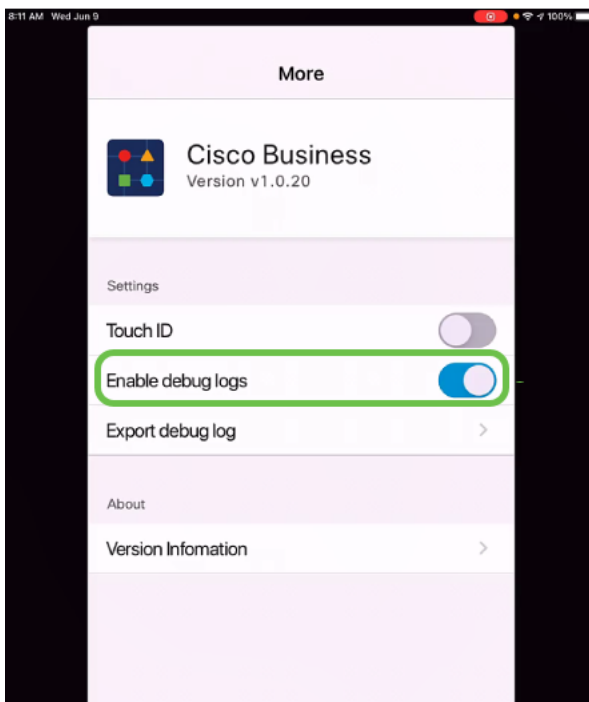 8:11 AM Wed Jun 9
100%
More
Cisco Business
Version v1.0.20
Settings
Touch ID
Enable debug logs
Export debug log
About
Version Infomation